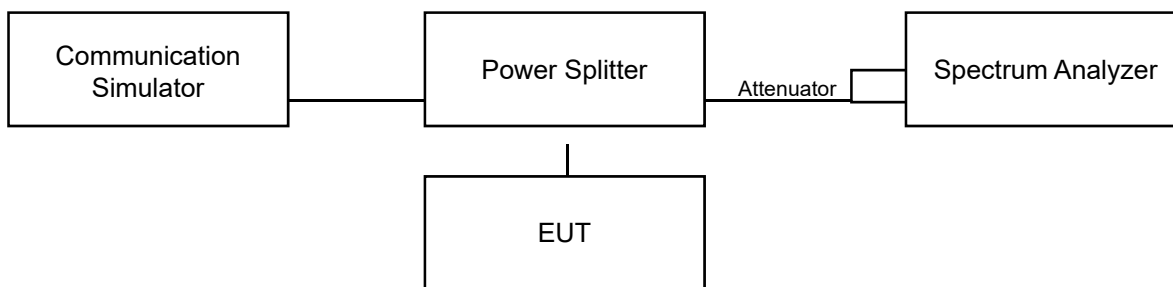 Communication
Simulator
Power Splitter
Attenuator
Spectrum Analyzer
EUT